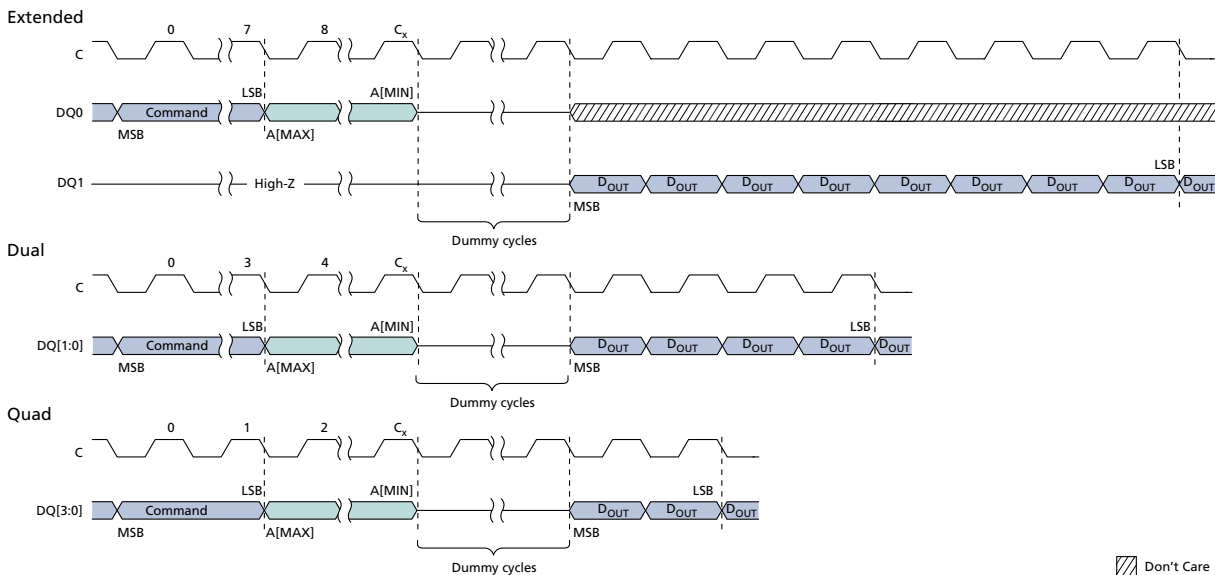 Extended
0 7 8 Cx
C
LSB A[MIN]
DQ0 Command
MSB A[MAX]
LSB
DQ1 High-Z DOUT DOUT DOUT DOUT DOUT DOUT DOUT DOUT DOUT
MSB
Dummy cycles
Dual
0 3 4 Cx
C
LSB A[MIN] LSB
DQ[1:0] Command DOUT DOUT DOUT DOUT DOUT
MSB A[MAX] MSB
Dummy cycles
Quad
0 1 2 Cx
C
LSB A[MIN] LSB
DQ[3:0] Command DOUT DOUT DOUT
MSB A[MAX] MSB
Dummy cycles
Don't Care